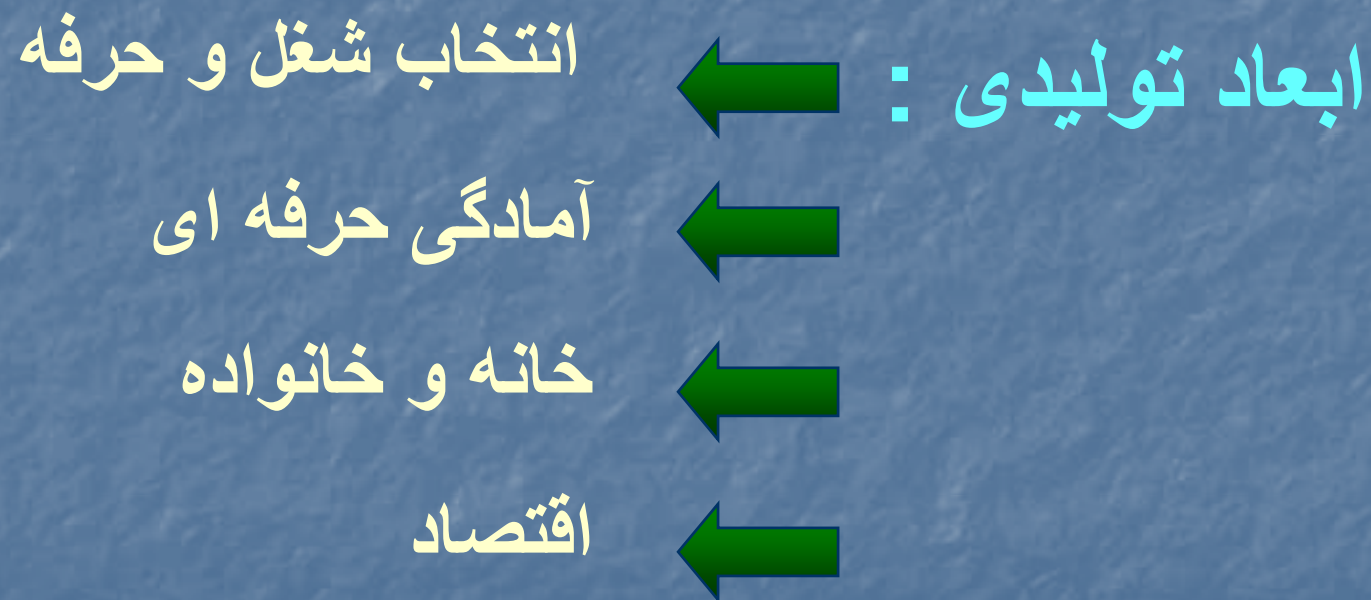 ابعاد تولیدی :
انتخاب شغل و حرفه
آمادگی حرفه ای
خانه و خانواده
اقتصاد